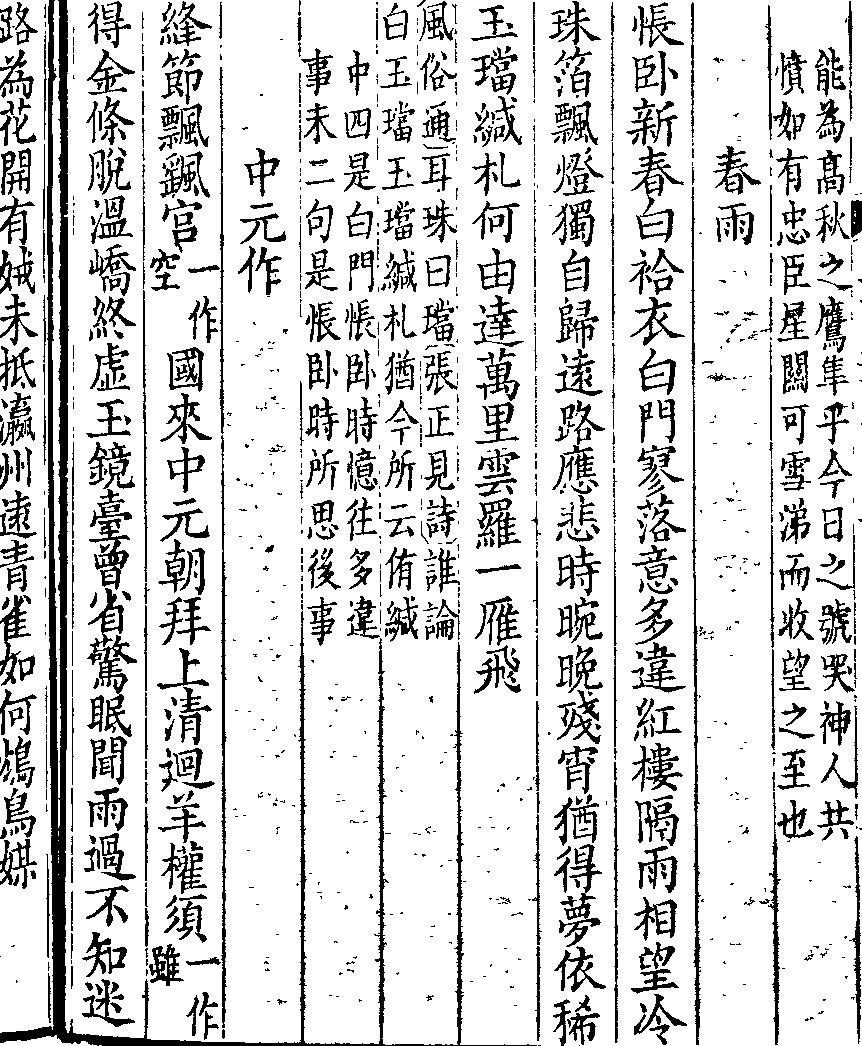 能為高秋之鷹隼乎今日之號哭神人共
憤如有忠臣星關可雪涕而收望之至也
春雨
悵卧新春白袷衣白門寥落意多違紅樓隔雨相望冷
珠箔飄燈獨自歸遠路應悲時晼晚殘宵猶得夢依稀
玉璫緘札何由達萬里雲羅一雁飛
風俗通耳珠曰璫張正見詩誰論
白玉璫玉璫緘札猶今所云侑緘
中四是白門悵卧時憶往多違
事末二句是悵卧時所思後事
中元作
絳節飄颻宫一作空國來中元朝拜上清迴羊權須一作雖
得金條脫溫嶠終虛玉鏡臺曾省驚眠聞雨過不知迷
路為花開有娀未抵瀛州遠青雀如何鴆鳥媒